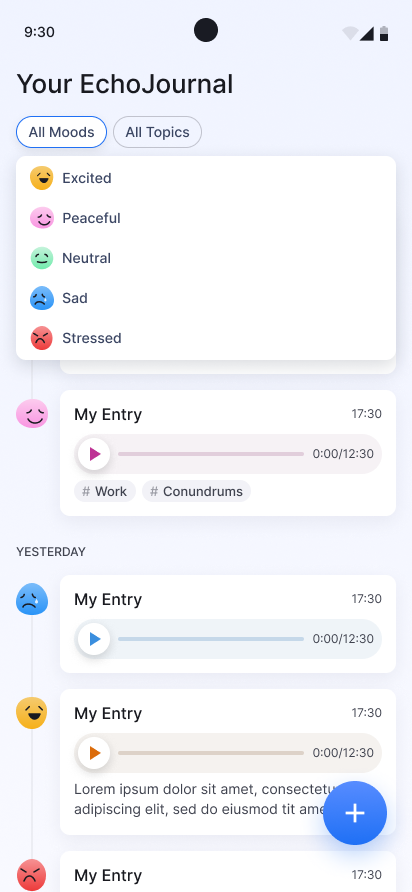 9:30
Your EchoJournal
All Moods
All Topics
Excited
Peaceful
Neutral
Sad
Stressed
My Entry
17:30
0:00/12:30
# Work
# Conundrums
YESTERDAY
My Entry
17:30
0:00/12:30
My Entry
17:30
0:00/12:30
Lorem ipsum dolor sit amet,
adipiscing elit, sed do eiusmod tit
My Entry
17:30